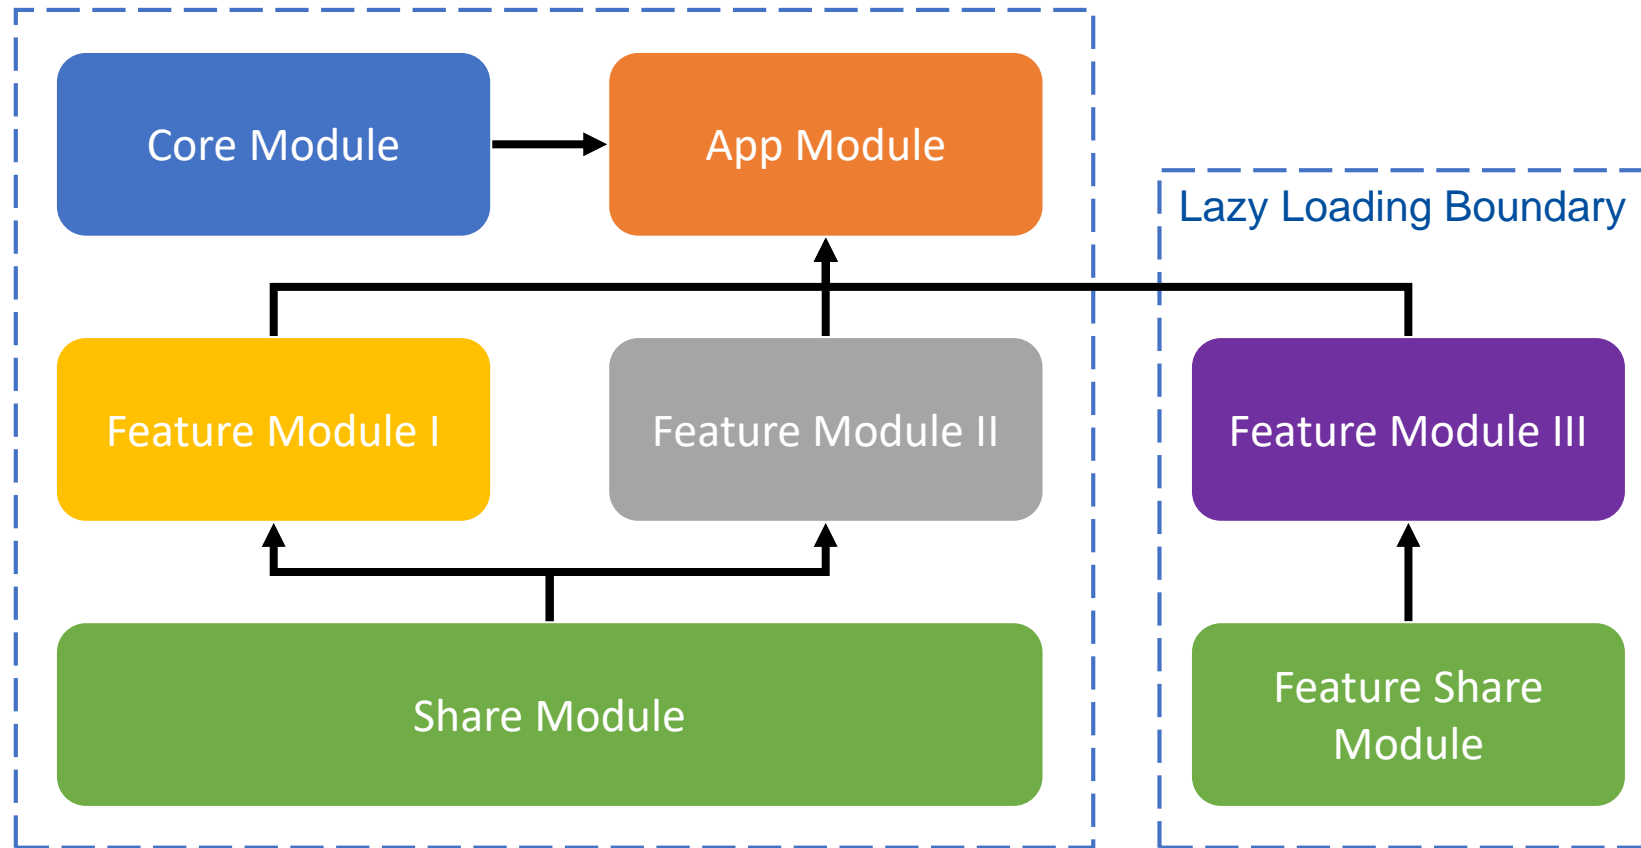 Core Module
App Module
Lazy Loading Boundary
Feature Module I
Feature Module II
Feature Module III
Share Module
Feature Share
Module